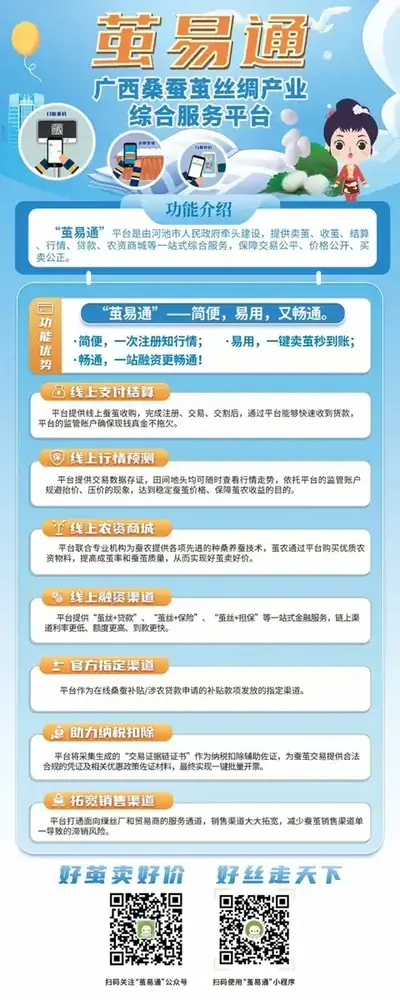 茧易通
广西桑蚕茧丝绸产业
综合服务平台
功能介绍
“茧易通”平台是由河池市人民政府牵头建设，提供卖茧、收茧、结算
、行情、贷款、农资商城等一站式综合服务，保障交易公平、价格公开、买
卖公正。
功能优势
“茧易通”——简便，易用，又畅通。
·简便，一次注册知行情；
·易用，一键卖茧秒到账；
·畅通，一站融资更畅通！
线上支付结算
平台提供线上蚕茧收购，完成注册、交易、交割后，通过平台能够快速收到货款，
平台的监管账户确保现钱真金不拖欠。
线上行情预测
平台提供交易数据存证，田间地头均可随时查看行情走势，依托平台的监管账户
规避抬价、压价的现象，达到稳定蚕茧价格、保障茧农收益的目的。
线上农资商城
平台联合专业机构为蚕农提供各项先进的种桑养蚕技术，茧农通过平台购买优质农
资物料，提高成茧率和蚕茧质量，从而实现好茧卖好价。
线上融资渠道
平台提供“茧丝+贷款”、“茧丝+保险”、“茧丝+担保”等一站式金融服务，链上渠
道利率更低、额度更高、到款更快。
官方指定渠道
平台作为在线桑蚕补贴/涉农贷款申请的补贴款项发放的指定渠道。
助力纳税扣除
平台将采集生成的“交易证据链证书”作为纳税扣除辅助佐证，为蚕茧交易提供合法
合规的凭证及相关优惠政策佐证材料，最终实现一键批量开票。
拓宽销售渠道
平台打通面向缫丝厂和贸易商的服务通道，销售渠道大大拓宽，减少蚕茧销售渠道单
一导致的滞销风险。
好茧卖好价
好丝走天下
扫码关注“茧易通”公众号
扫码使用“茧易通”小程序